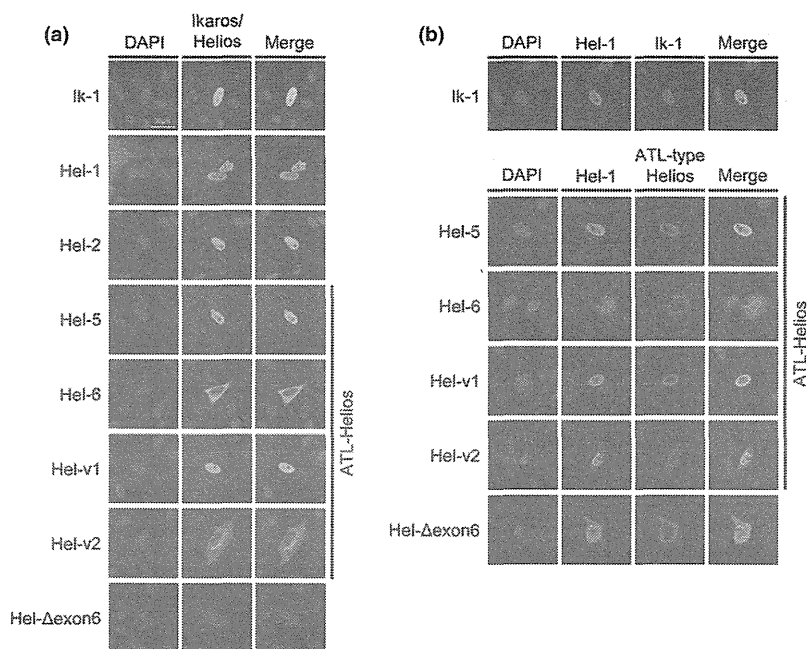 (a)
Ikaros/
DAPI Helios Merge
Ik-1
Hel-1
Hel-2
Hel-5
Hel-6
Hel-v1
Hel-v2
Hel-Δexon6
ATL-Helios
(b)
DAPI Hel-1 Ik-1 Merge
Ik-1
ATL-type
DAPI Hel-1 Helios Merge
Hel-5
Hel-6
Hel-v1
Hel-v2
Hel-Δexon6
ATL-Helios